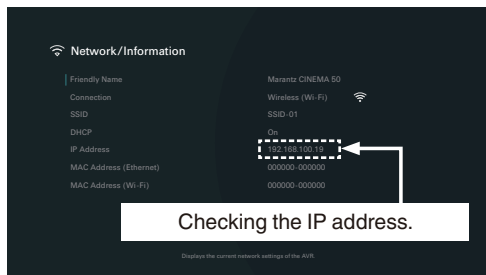 Network/Information
Friendly Name Marantz CINEMA 50
Connection Wireless (Wi-Fi)
SSID SSID-01
DHCP On
IP Address 192.168.100.19
MAC Address (Ethernet) 000000-000000
MAC Address (Wi-Fi) 000000-000000
Checking the IP address.
Displays the current network settings of the AVR.